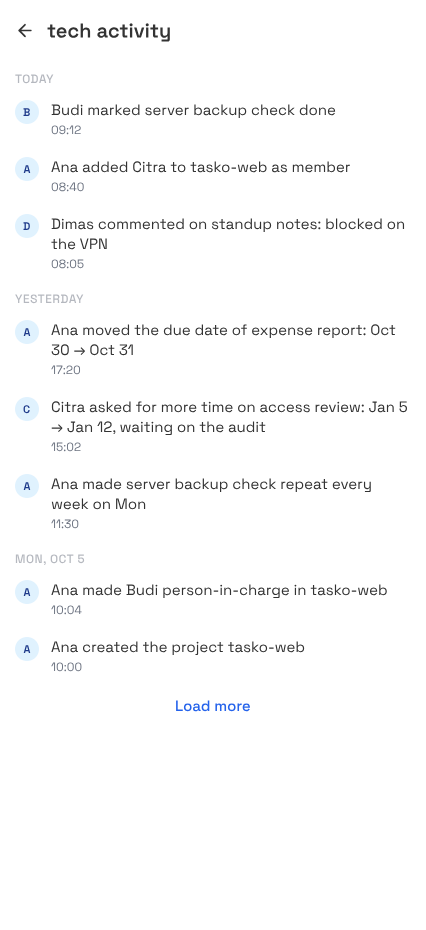 ← tech activity
TODAY
B
Budi marked server backup check done
09:12
A
Ana added Citra to tasko-web as member
08:40
D
Dimas commented on standup notes: blocked on
the VPN
08:05
YESTERDAY
A
Ana moved the due date of expense report: Oct
30 → Oct 31
17:20
C
Citra asked for more time on access review: Jan 5
→ Jan 12, waiting on the audit
15:02
A
Ana made server backup check repeat every
week on Mon
11:30
MON, OCT 5
A
Ana made Budi person-in-charge in tasko-web
10:04
A
Ana created the project tasko-web
10:00
Load more